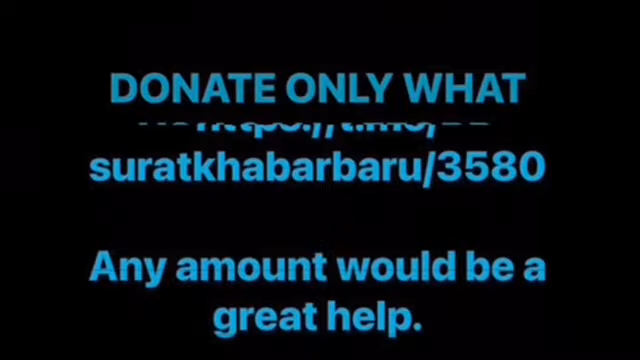 DONATE ONLY WHAT
suratkhabarbaru/3580
Any amount would be a
great help.